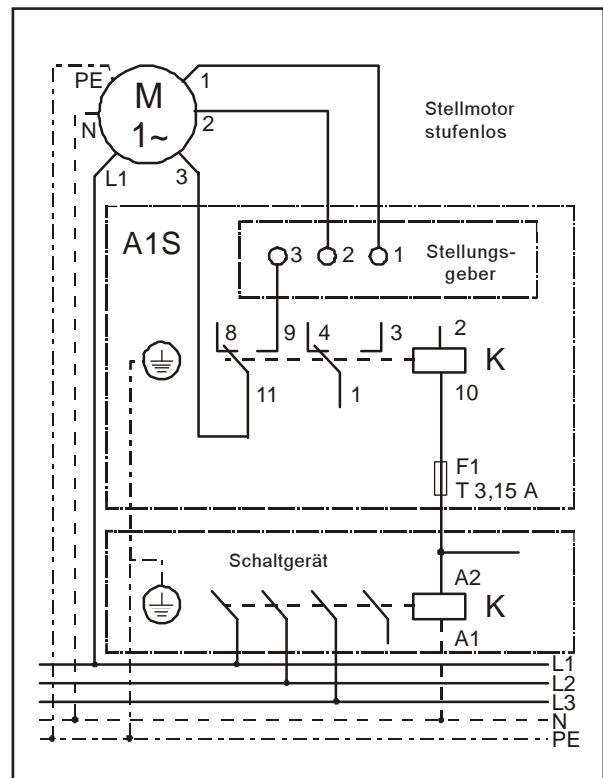 PE
1
M
Stellmotor
stufenlos
N
2
1~
L1
3
A1S
3 2 1
Stellungs-
geber
8 9 4 3 2
K
11 1 10
F1
T 3,15 A
Schaltgerät
A2
K
A1
L1
L2
L3
N
PE